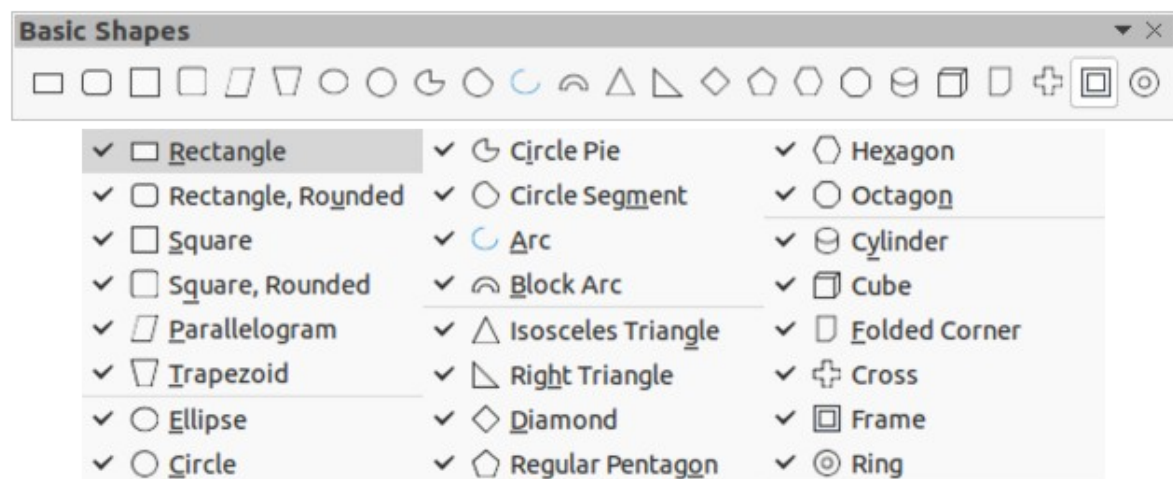 Basic Shapes
Rectangle
Rectangle, Rounded
Square
Square, Rounded
Parallelogram
Trapezoid
Ellipse
Circle
Circle Pie
Circle Segment
Arc
Block Arc
Isosceles Triangle
Right Triangle
Diamond
Regular Pentagon
Hexagon
Octagon
Cylinder
Cube
Folded Corner
Cross
Frame
Ring